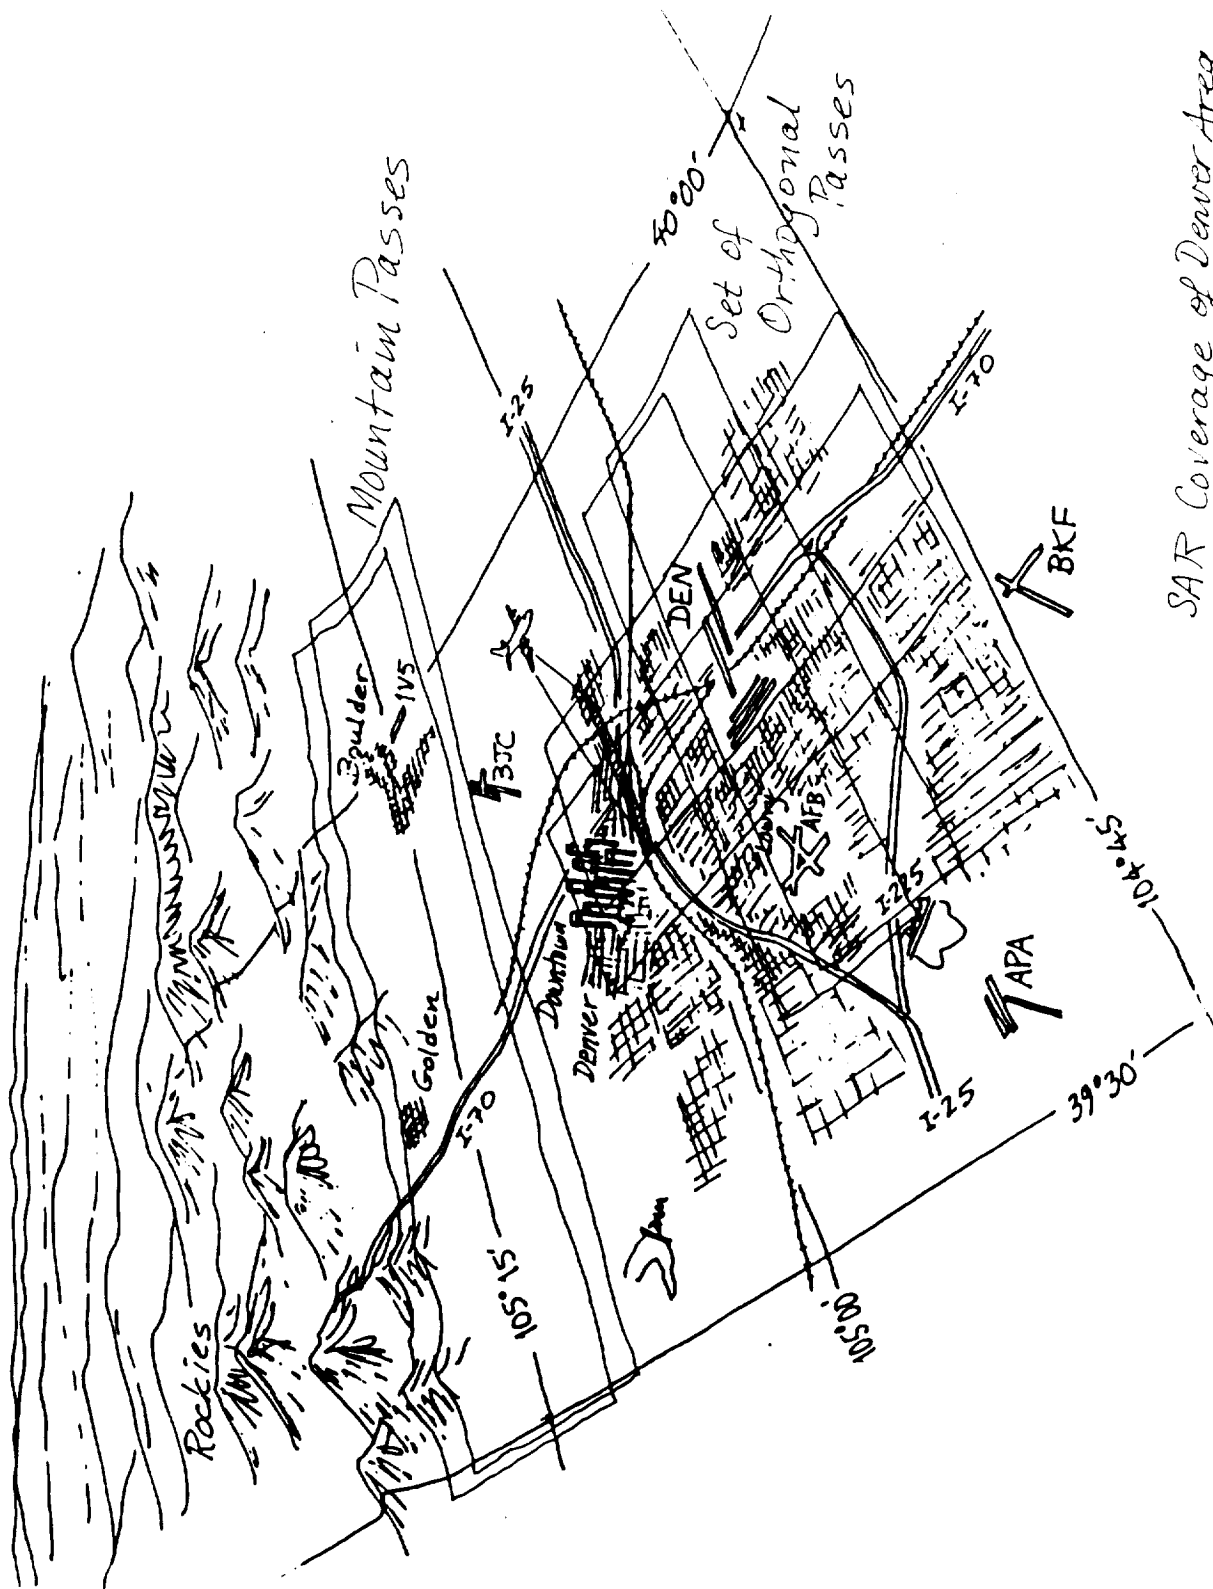 SAR Coverage of Denver Area
Mountain Passes
Set of
Orthogonal
Passes
Rockies
Boulder
1V5
BJC
Golden
I-70
I-25
40°00'
DEN
Downtown
Denver
Lowry
AFB
I-225
I-70
BKF
APA
I-25
105°15'
105°00'
104°45'
39°30'